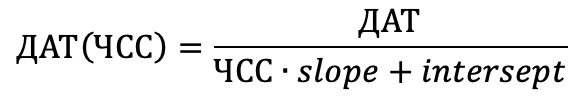 ДАТ(ЧСС) = ДАТ / ЧСС · slope + intersept